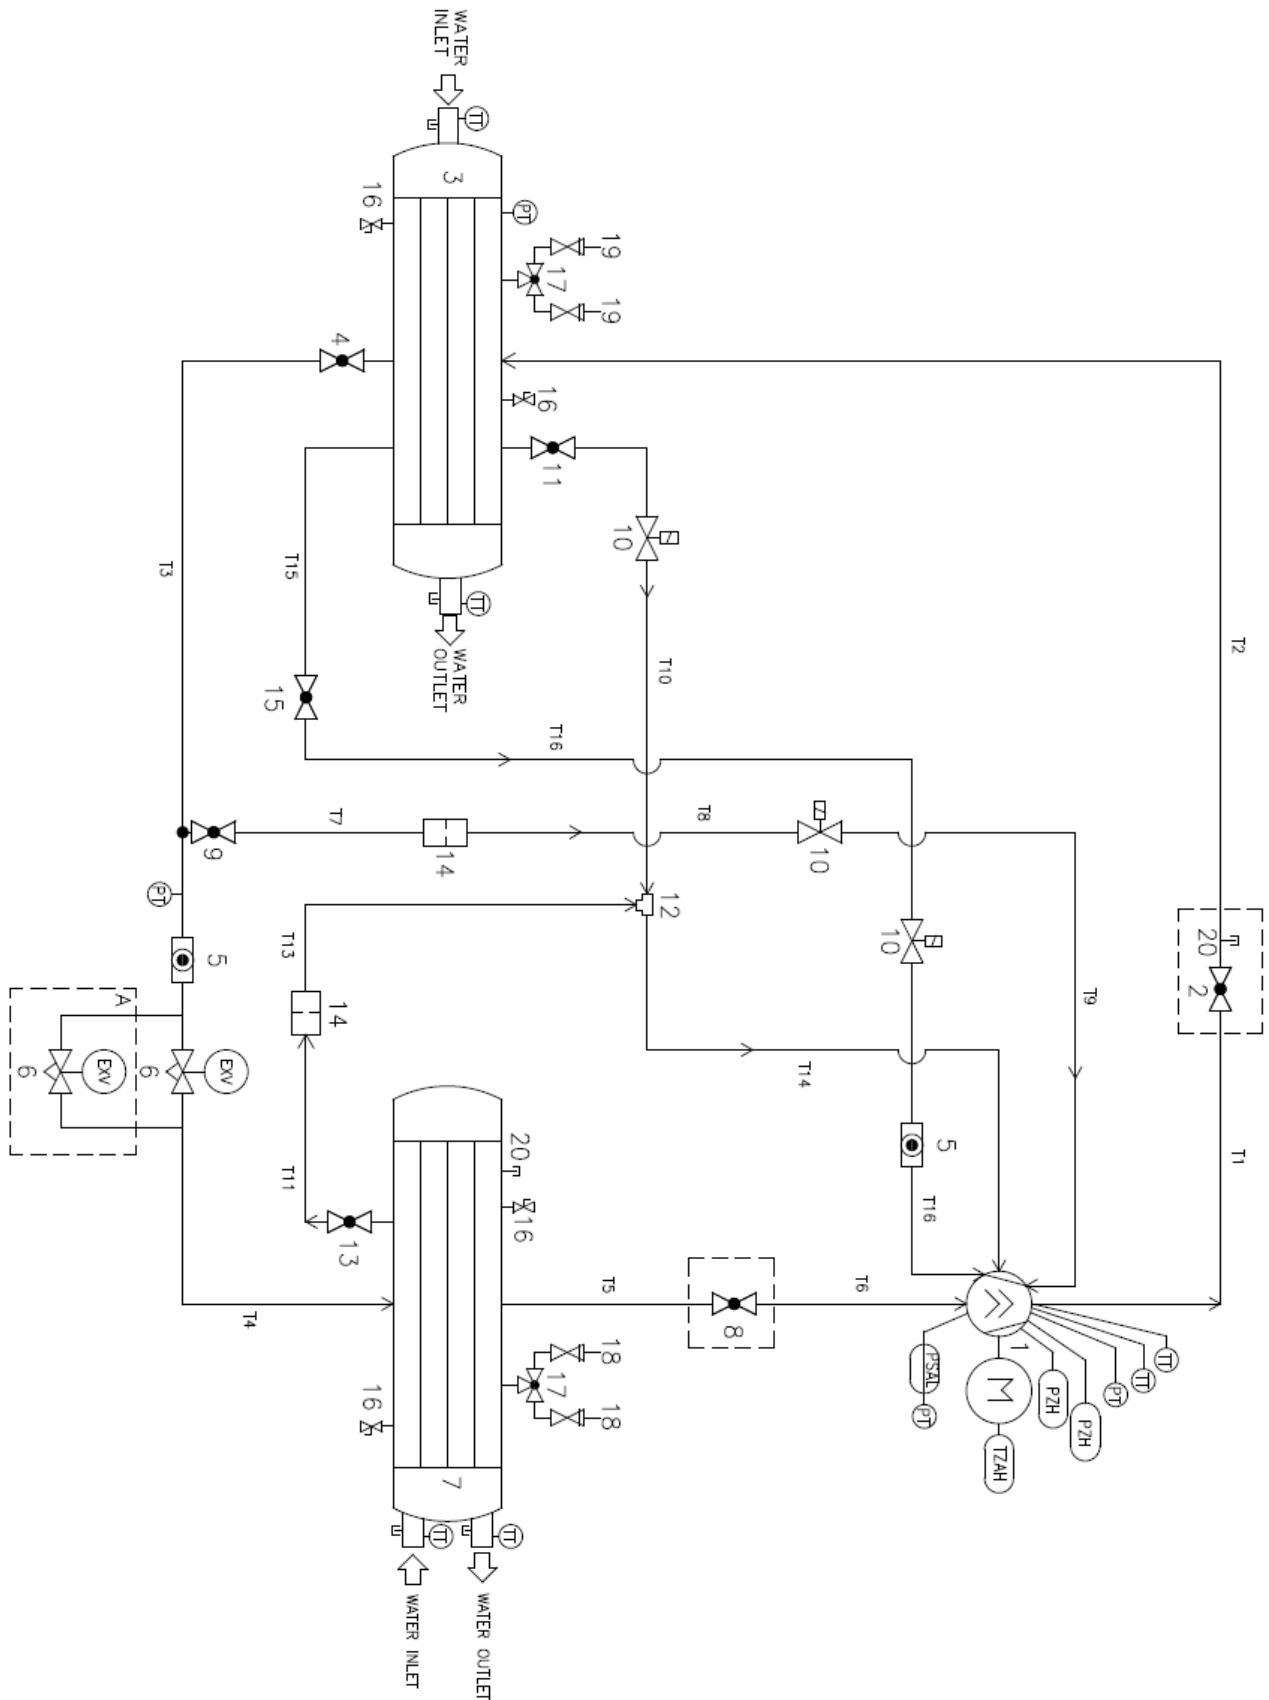 WATER
INLET
TT
3
16
PT
19
17
19
4
16
11
10
TT
WATER
OUTLET
T3
T15
T10
T2
15
T16
T7
T8
9
14
10
PT
12
T13
10
20
2
5
14
T9
A
EXV
6
EXV
6
T14
5
T1
20
16
T11
13
T16
T5
T6
T4
8
1
18
17
18
16
PSAL
PT
M
PZH
PZH
PT
TT
TT
TZAH
7
TT
TT
WATER INLET
WATER OUTLET